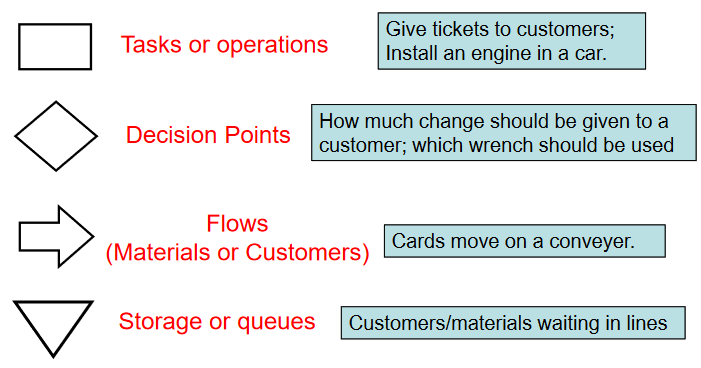 Tasks or operations
Give tickets to customers;
Install an engine in a car.
Decision Points
How much change should be given to a
customer; which wrench should be used
Flows
(Materials or Customers)
Cards move on a conveyer.
Storage or queues
Customers/materials waiting in lines